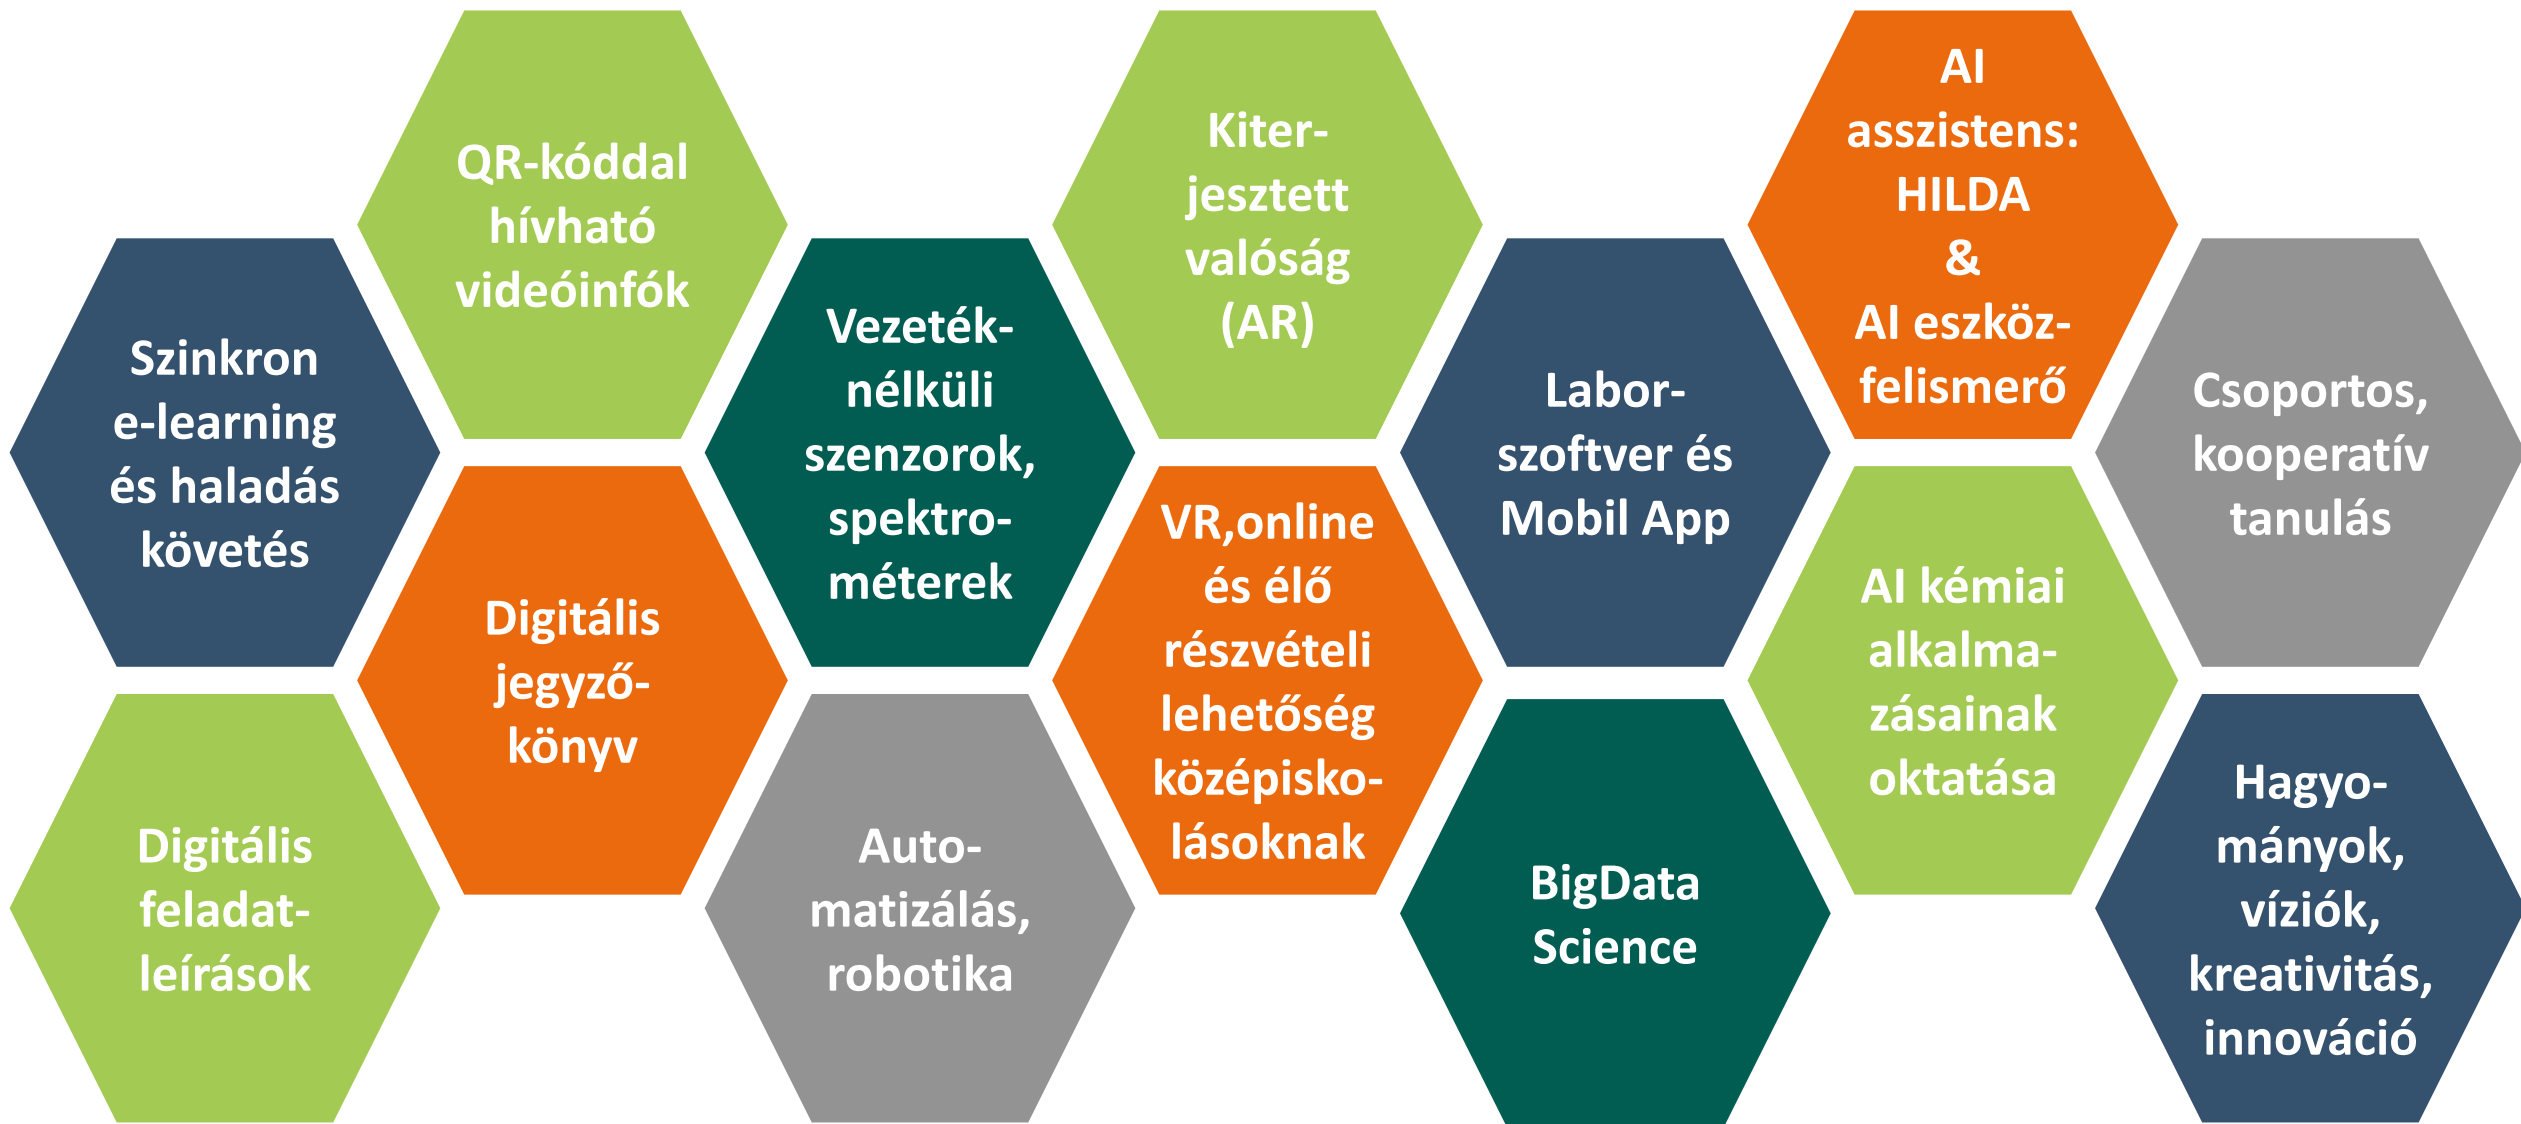 Szinkron
e-learning
és haladás
követés
Digitális
feladat-
leírások
QR-kóddal
hívható
videóinfók
Digitális
jegyző-
könyv
Vezeték-
nélküli
szenzorok,
spektro-
méterek
Auto-
matizálás,
robotika
Kiter-
jesztett
valóság
(AR)
VR,online
és élő
részvételi
lehetőség
középisko-
lásoknak
Labor-
szoftver és
Mobil App
BigData
Science
AI
asszistens:
HILDA
&
AI eszköz-
felismerő
AI kémiai
alkalma-
zásainak
oktatása
Csoportos,
kooperatív
tanulás
Hagyo-
mányok,
víziók,
kreativitás,
innováció